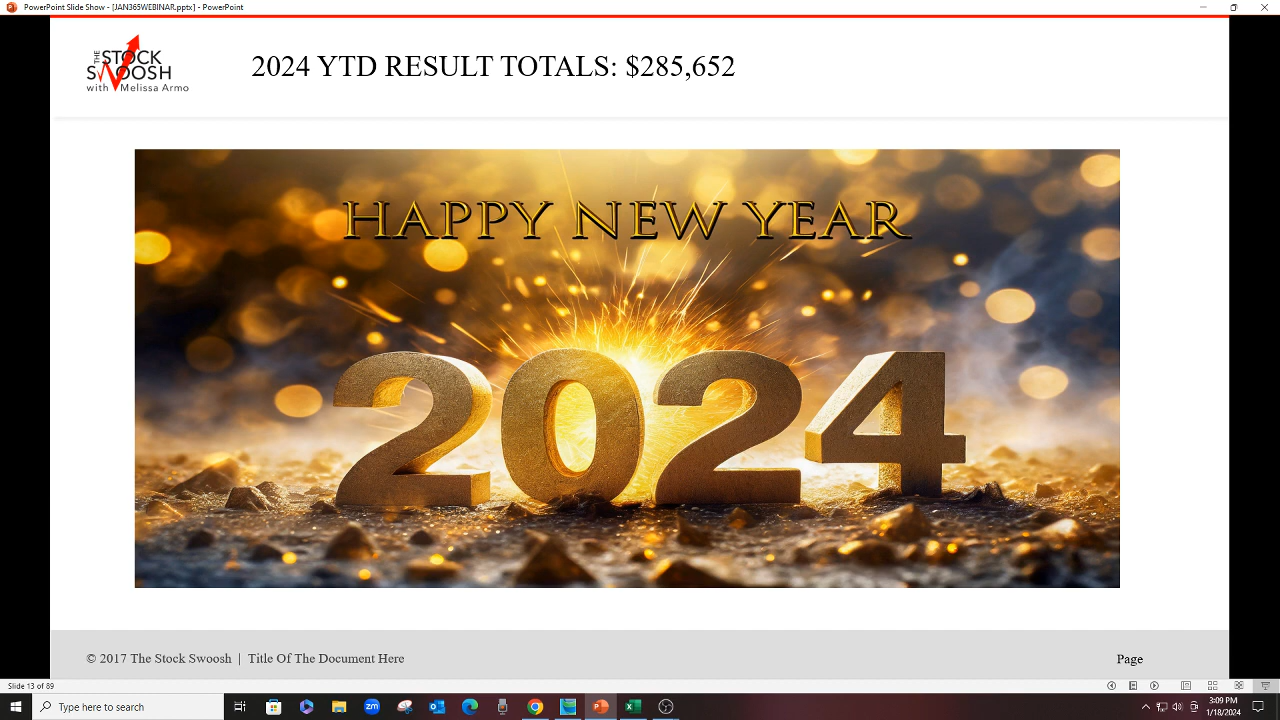 PowerPoint Slide Show - [JAN365WEBINAR.pptx] - PowerPoint
THE STOCK SWOOSH
with Melissa Armo
2024 YTD RESULT TOTALS: $285,652
HAPPY NEW YEAR
2024
© 2017 The Stock Swoosh | Title Of The Document Here
Page
Slide 13 of 89
Type here to search
zm
3:09 PM
1/18/2024